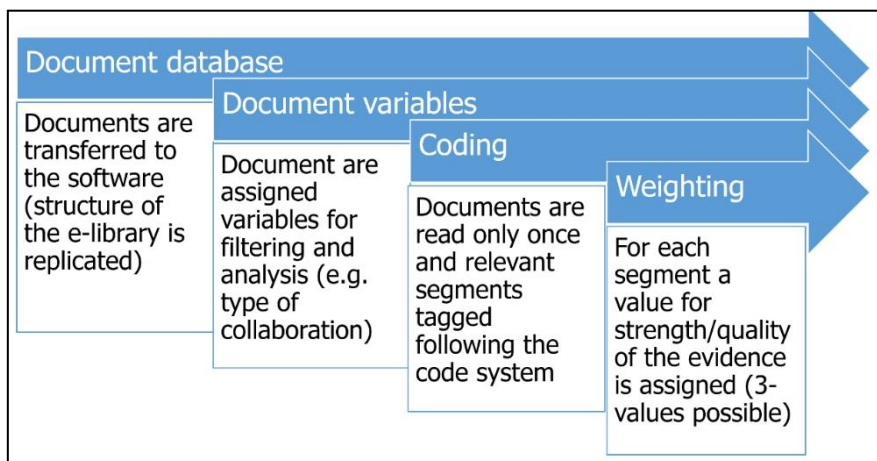 Document database
Documents are
transferred to
the software
(structure of
the e-library is
replicated)
Document variables
Document are
assigned
variables for
filtering and
analysis (e.g.
type of
collaboration)
Coding
Documents are
read only once
and relevant
segments
tagged
following the
code system
Weighting
For each
segment a
value for
strength/quality
of the evidence
is assigned (3-
values possible)